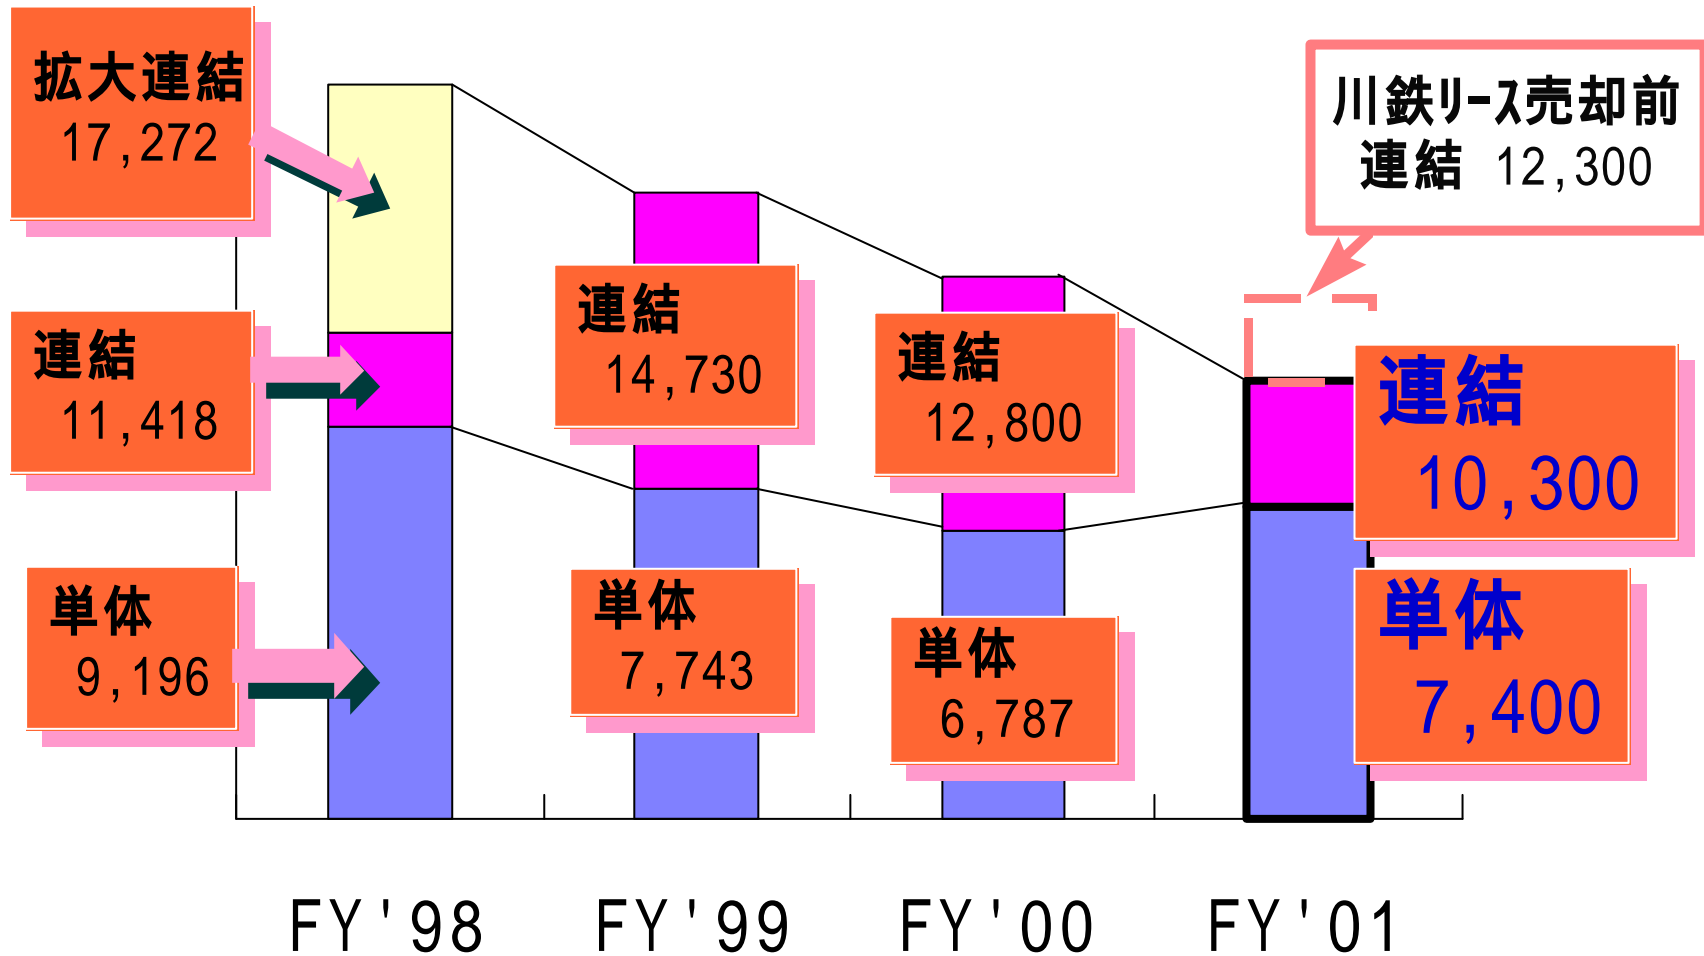 拡大連結
17,272
連結
11,418
単体
9,196
連結
14,730
単体
7,743
連結
12,800
単体
6,787
川鉄リース売却前
連結 12,300
連結
10,300
単体
7,400
FY'98 FY'99 FY'00 FY'01